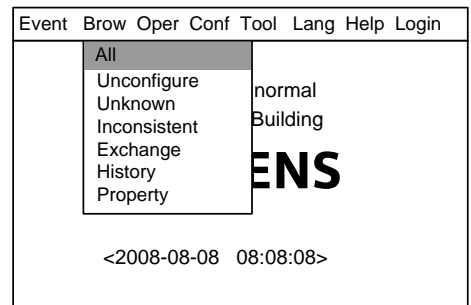 Event Brow Oper Conf Tool Lang Help Login
All
Unconfigure
Unknown
Inconsistent
Exchange
History
Property
normal
Building
ENS
<2008-08-08 08:08:08>